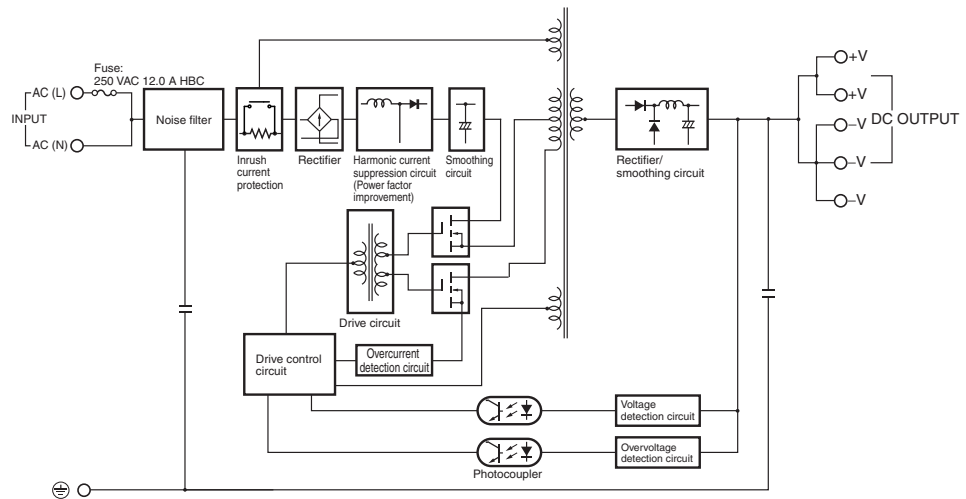 Fuse:
250 VAC 12.0 A HBC
AC (L)
INPUT
AC (N)
Noise filter
Inrush
current
protection
Rectifier
Harmonic current
suppression circuit
(Power factor
improvement)
Smoothing
circuit
Rectifier/
smoothing circuit
+V
+V
–V
–V
–V
DC OUTPUT
Drive circuit
Drive control
circuit
Overcurrent
detection circuit
Voltage
detection circuit
Overvoltage
detection circuit
Photocoupler